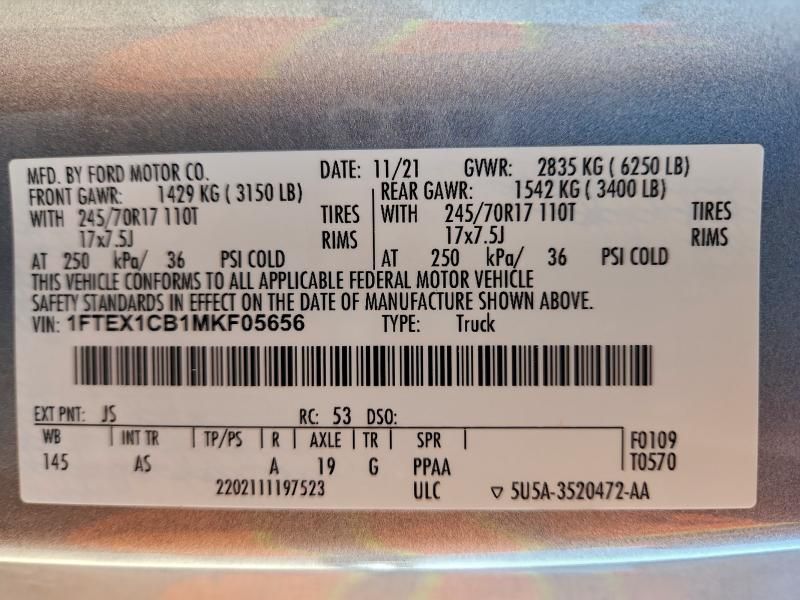 MFD. BY FORD MOTOR CO. DATE: 11/21 GVWR: 2835 KG ( 6250 LB)
FRONT GAWR: 1429 KG ( 3150 LB) REAR GAWR: 1542 KG ( 3400 LB)
WITH 245/70R17 110T TIRES WITH 245/70R17 110T TIRES
17x7.5J RIMS 17x7.5J RIMS
AT 250 kPa/ 36 PSI COLD AT 250 kPa/ 36 PSI COLD
THIS VEHICLE CONFORMS TO ALL APPLICABLE FEDERAL MOTOR VEHICLE
SAFETY STANDARDS IN EFFECT ON THE DATE OF MANUFACTURE SHOWN ABOVE.
VIN: 1FTEX1CB1MKF05656 TYPE: Truck
EXT PNT: JS RC: 53 DSO:
WB INT TR TP/PS R AXLE TR SPR F0109
145 AS A 19 G PPAA T0570
2202111197523 ULC ▽ 5U5A-3520472-AA